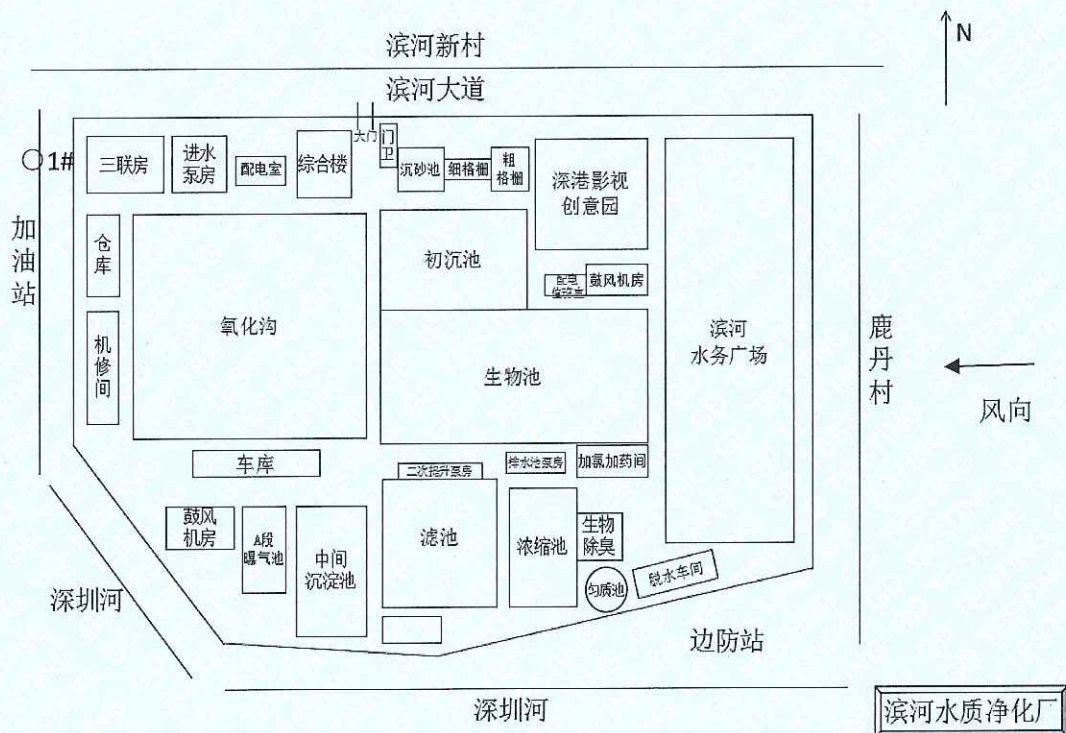 滨河新村
N
滨河大道
大门
门卫
1#
三联房
进水
泵房
配电室
综合楼
沉砂池
细格栅
粗
格栅
深港影视
创意园
加油站
仓库
初沉池
配电
值班室
鼓风机房
氧化沟
滨河
水务广场
鹿丹村
机修间
生物池
风向
车库
二次提升泵房
排水池泵房
加氯加药间
鼓风
机房
A段
曝气池
中间
沉淀池
滤池
浓缩池
生物
除臭
匀质池
脱水车间
深圳河
边防站
深圳河
滨河水质净化厂